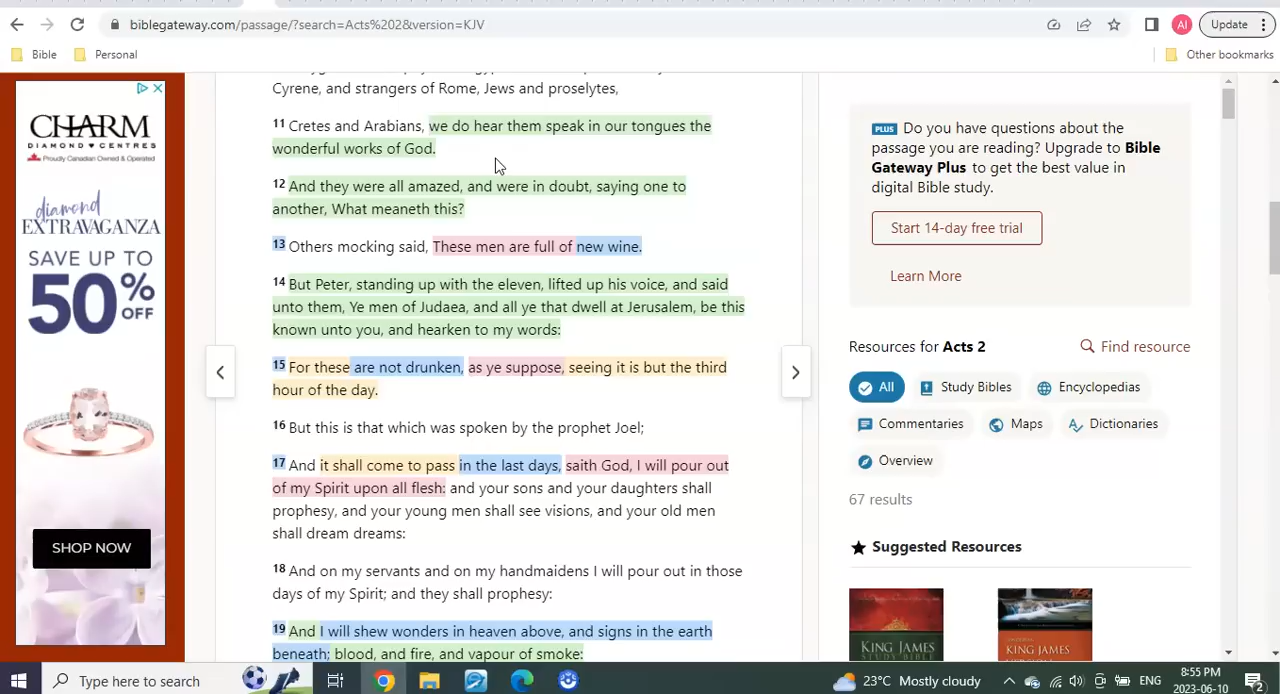 biblegateway.com/passage/?search=Acts%202&version=KJV
AI
Update
Bible
Personal
Other bookmarks
CHARM
DIAMOND CENTRES
Proudly Canadian Owned & Operated
diamond
EXTRAVAGANZA
SAVE UP TO
50% OFF
SHOP NOW
Cyrene, and strangers of Rome, Jews and proselytes,
11 Cretes and Arabians, we do hear them speak in our tongues the
wonderful works of God.
12 And they were all amazed, and were in doubt, saying one to
another, What meaneth this?
13 Others mocking said, These men are full of new wine.
14 But Peter, standing up with the eleven, lifted up his voice, and said
unto them, Ye men of Judaea, and all ye that dwell at Jerusalem, be this
known unto you, and hearken to my words:
15 For these are not drunken, as ye suppose, seeing it is but the third
hour of the day.
16 But this is that which was spoken by the prophet Joel;
17 And it shall come to pass in the last days, saith God, I will pour out
of my Spirit upon all flesh: and your sons and your daughters shall
prophesy, and your young men shall see visions, and your old men
shall dream dreams:
18 And on my servants and on my handmaidens I will pour out in those
days of my Spirit; and they shall prophesy:
19 And I will shew wonders in heaven above, and signs in the earth
beneath; blood, and fire, and vapour of smoke:
PLUS Do you have questions about the
passage you are reading? Upgrade to Bible
Gateway Plus to get the best value in
digital Bible study.
Start 14-day free trial
Learn More
Resources for Acts 2
Find resource
All
Study Bibles
Encyclopedias
Commentaries
Maps
Dictionaries
Overview
67 results
Suggested Resources
KING JAMES
KING JAMES
Type here to search
23°C Mostly cloudy
ENG
8:55 PM
2023-06-10
2